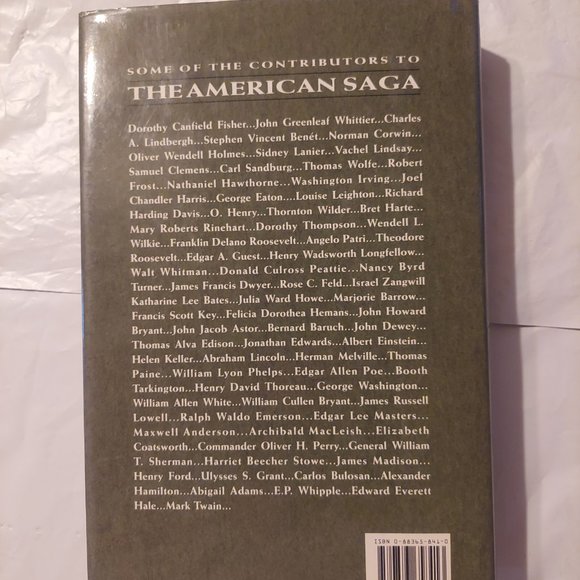 SOME OF THE CONTRIBUTORS TO
THE AMERICAN SAGA
Dorothy Canfield Fisher...John Greenleaf Whittier...Charles
A. Lindbergh...Stephen Vincent Benét...Norman Corwin...
Oliver Wendell Holmes...Sidney Lanier...Vachel Lindsay...
Samuel Clemens...Carl Sandburg...Thomas Wolfe...Robert
Frost...Nathaniel Hawthorne...Washington Irving...Joel
Chandler Harris...George Eaton...Louise Leighton...Richard
Harding Davis...O. Henry...Thornton Wilder...Bret Harte...
Mary Roberts Rinehart...Dorothy Thompson...Wendell L.
Wilkie...Franklin Delano Roosevelt...Angelo Patri...Theodore
Roosevelt...Edgar A. Guest...Henry Wadsworth Longfellow...
Walt Whitman...Donald Culross Peattie...Nancy Byrd
Turner...James Francis Dwyer...Rose C. Feld...Israel Zangwill
Katharine Lee Bates...Julia Ward Howe...Marjorie Barrow...
Francis Scott Key...Felicia Dorothea Hemans...John Howard
Bryant...John Jacob Astor...Bernard Baruch...John Dewey...
Thomas Alva Edison...Jonathan Edwards...Albert Einstein...
Helen Keller...Abraham Lincoln...Herman Melville...Thomas
Paine...William Lyon Phelps...Edgar Allen Poe...Booth
Tarkington...Henry David Thoreau...George Washington...
William Allen White...William Cullen Bryant...James Russell
Lowell...Ralph Waldo Emerson...Edgar Lee Masters...
Maxwell Anderson...Archibald MacLeish...Elizabeth
Coatsworth...Commander Oliver H. Perry...General William
T. Sherman...Harriet Beecher Stowe...James Madison...
Henry Ford...Ulysses S. Grant...Carlos Bulosan...Alexander
Hamilton...Abigail Adams...E.P. Whipple...Edward Everett
Hale...Mark Twain...
ISBN 0-88365-841-0